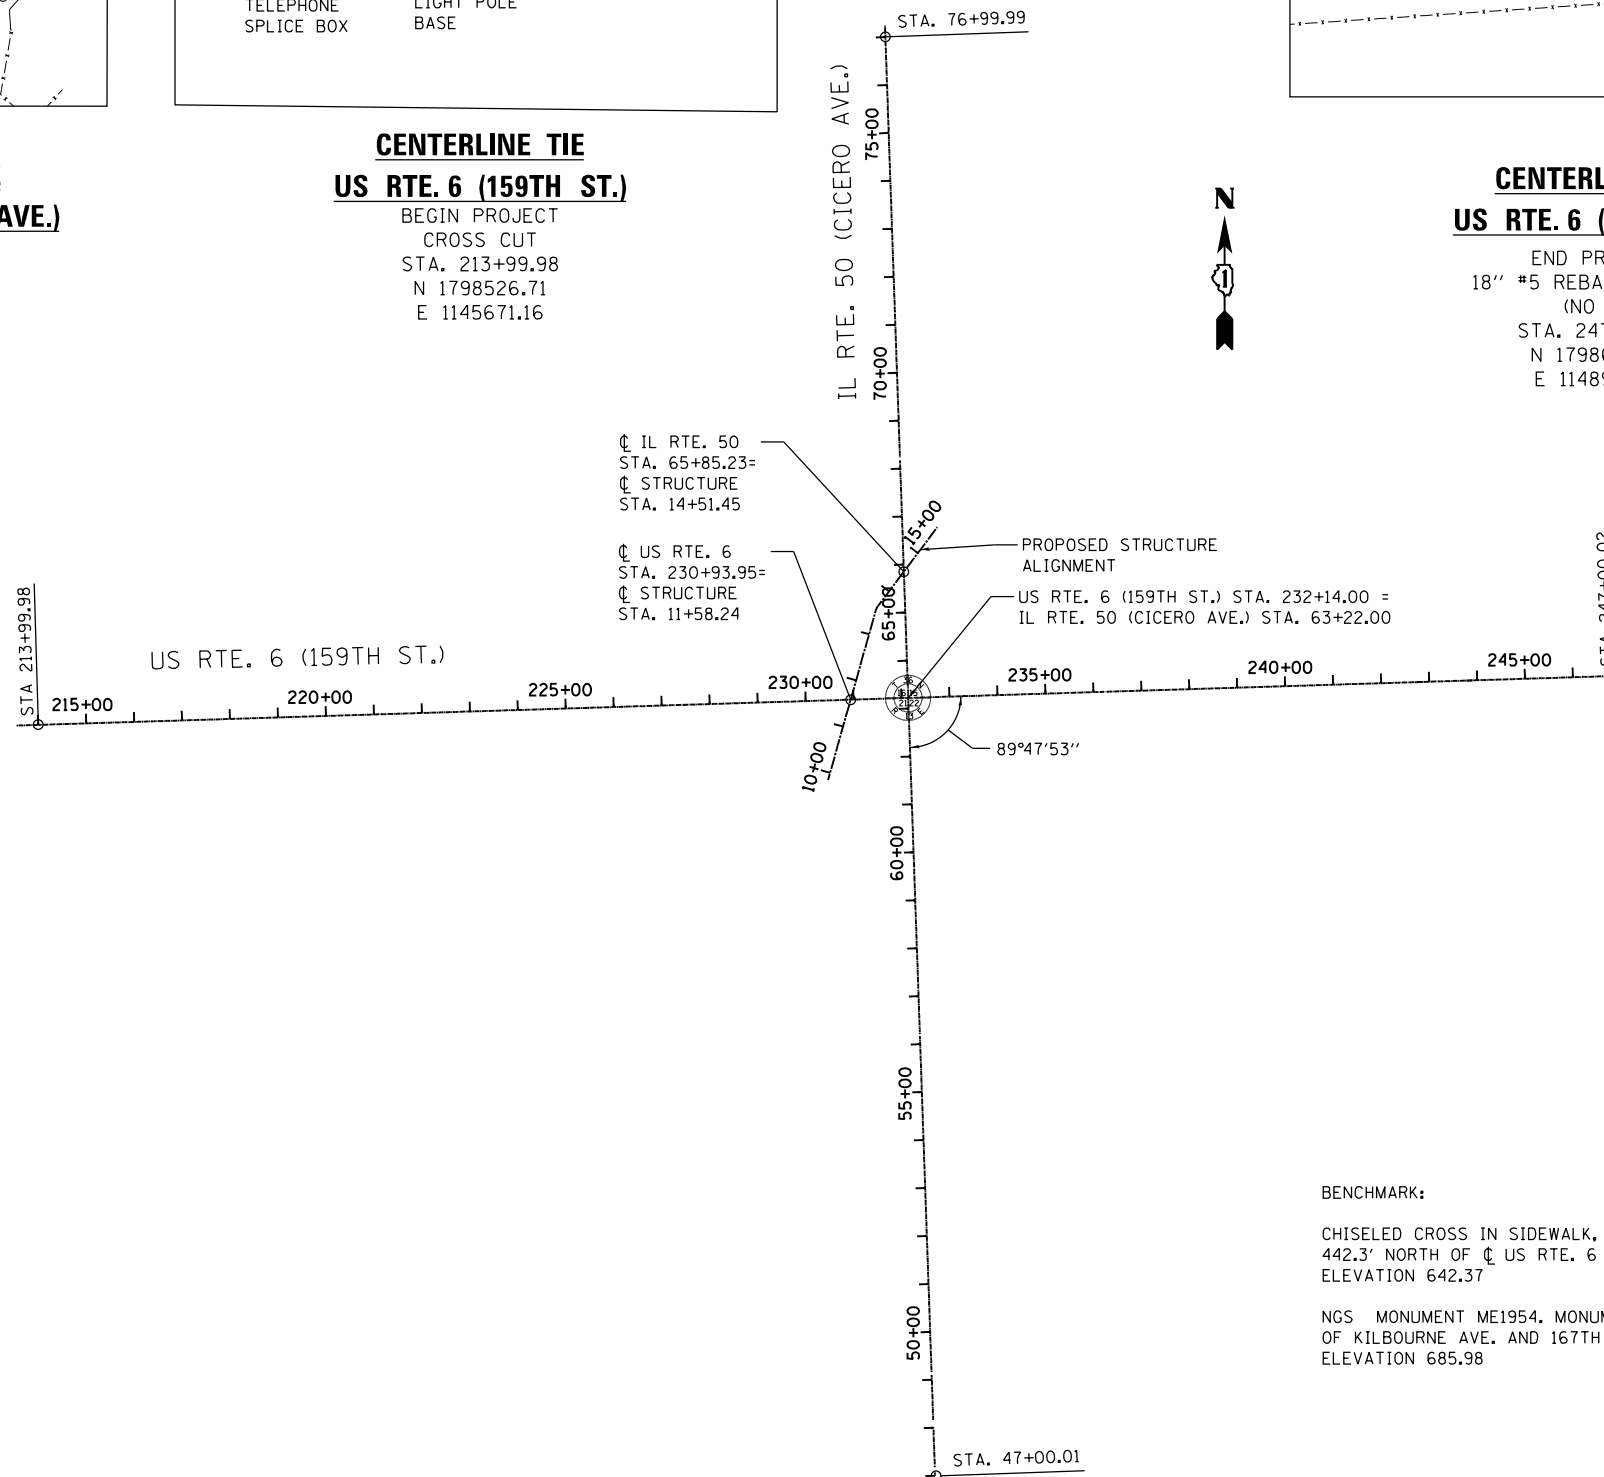 TELEPHONE LIGHT POLE
SPLICE BOX BASE
AVE.)
CENTERLINE TIE
US RTE. 6 (159TH ST.)
BEGIN PROJECT
CROSS CUT
STA. 213+99.98
N 1798526.71
E 1145671.16
STA. 76+99.99
IL RTE. 50 (CICERO AVE.)
75+00
70+00
N
1
CENTERL
US RTE. 6 (
END PR
18" #5 REBA
(NO
STA. 247
N 1798
E 1148
℄ IL RTE. 50
STA. 65+85.23=
℄ STRUCTURE
STA. 14+51.45
℄ US RTE. 6
STA. 230+93.95=
℄ STRUCTURE
STA. 11+58.24
15+00
PROPOSED STRUCTURE
ALIGNMENT
US RTE. 6 (159TH ST.) STA. 232+14.00 =
IL RTE. 50 (CICERO AVE.) STA. 63+22.00
65+00
STA 213+99.98
US RTE. 6 (159TH ST.)
215+00
220+00
225+00
230+00
235+00
240+00
245+00
STA 247+00.02
10+00
89°47'53"
60+00
55+00
50+00
STA. 47+00.01
BENCHMARK:
CHISELED CROSS IN SIDEWALK,
442.3' NORTH OF ℄ US RTE. 6
ELEVATION 642.37
NGS MONUMENT ME1954. MONUM
OF KILBOURNE AVE. AND 167TH
ELEVATION 685.98